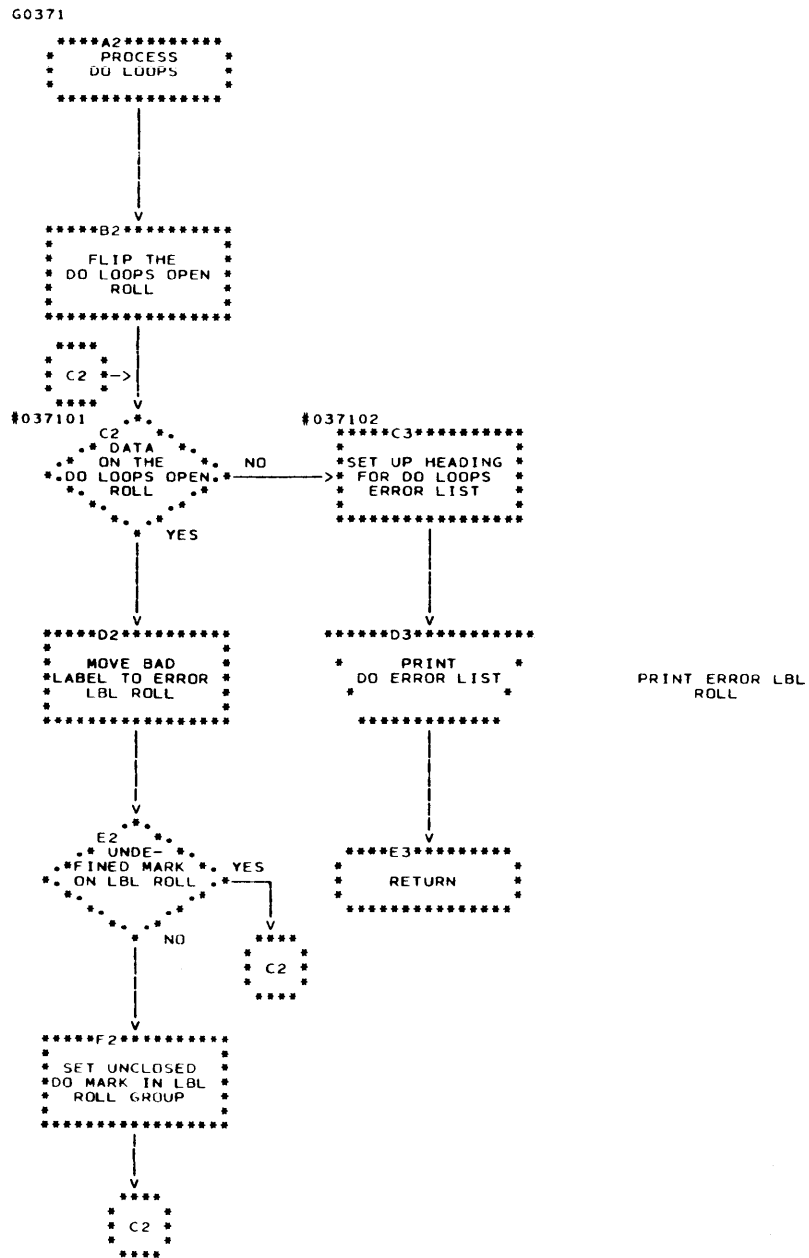 G0371
A2
PROCESS
DO LOOPS
B2
FLIP THE
DO LOOPS OPEN
ROLL
C2
#037101
C2
DATA
ON THE
DO LOOPS OPEN
ROLL
NO
YES
#037102
C3
SET UP HEADING
FOR DO LOOPS
ERROR LIST
D2
MOVE BAD
LABEL TO ERROR
LBL ROLL
D3
PRINT
DO ERROR LIST
PRINT ERROR LBL
ROLL
E2
UNDE-
FINED MARK
ON LBL ROLL
YES
NO
C2
E3
RETURN
F2
SET UNCLOSED
DO MARK IN LBL
ROLL GROUP
C2